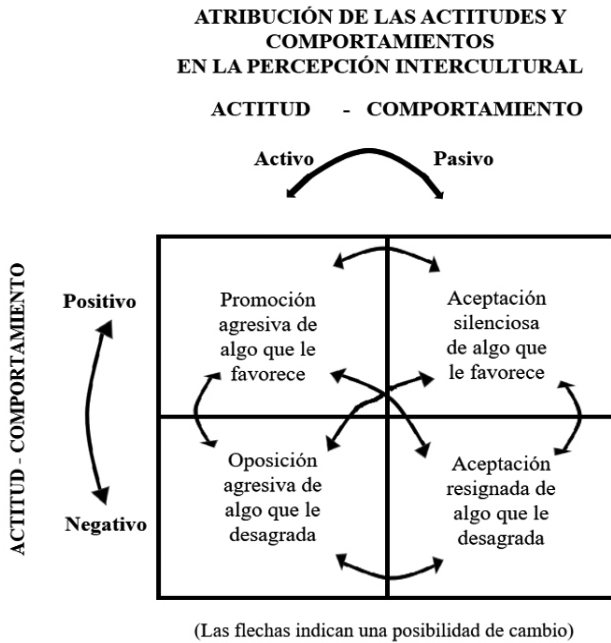 ATRIBUCIÓN DE LAS ACTITUDES Y
COMPORTAMIENTOS
EN LA PERCEPCIÓN INTERCULTURAL
ACTITUD - COMPORTAMIENTO
Activo Pasivo
ACTITUD - COMPORTAMIENTO
Positivo
Promoción
agresiva de
algo que le
favorece
Aceptación
silenciosa
de algo que
le favorece
Negativo
Oposición
agresiva de
algo que le
desagrada
Aceptación
resignada de
algo que le
desagrada
(Las flechas indican una posibilidad de cambio)